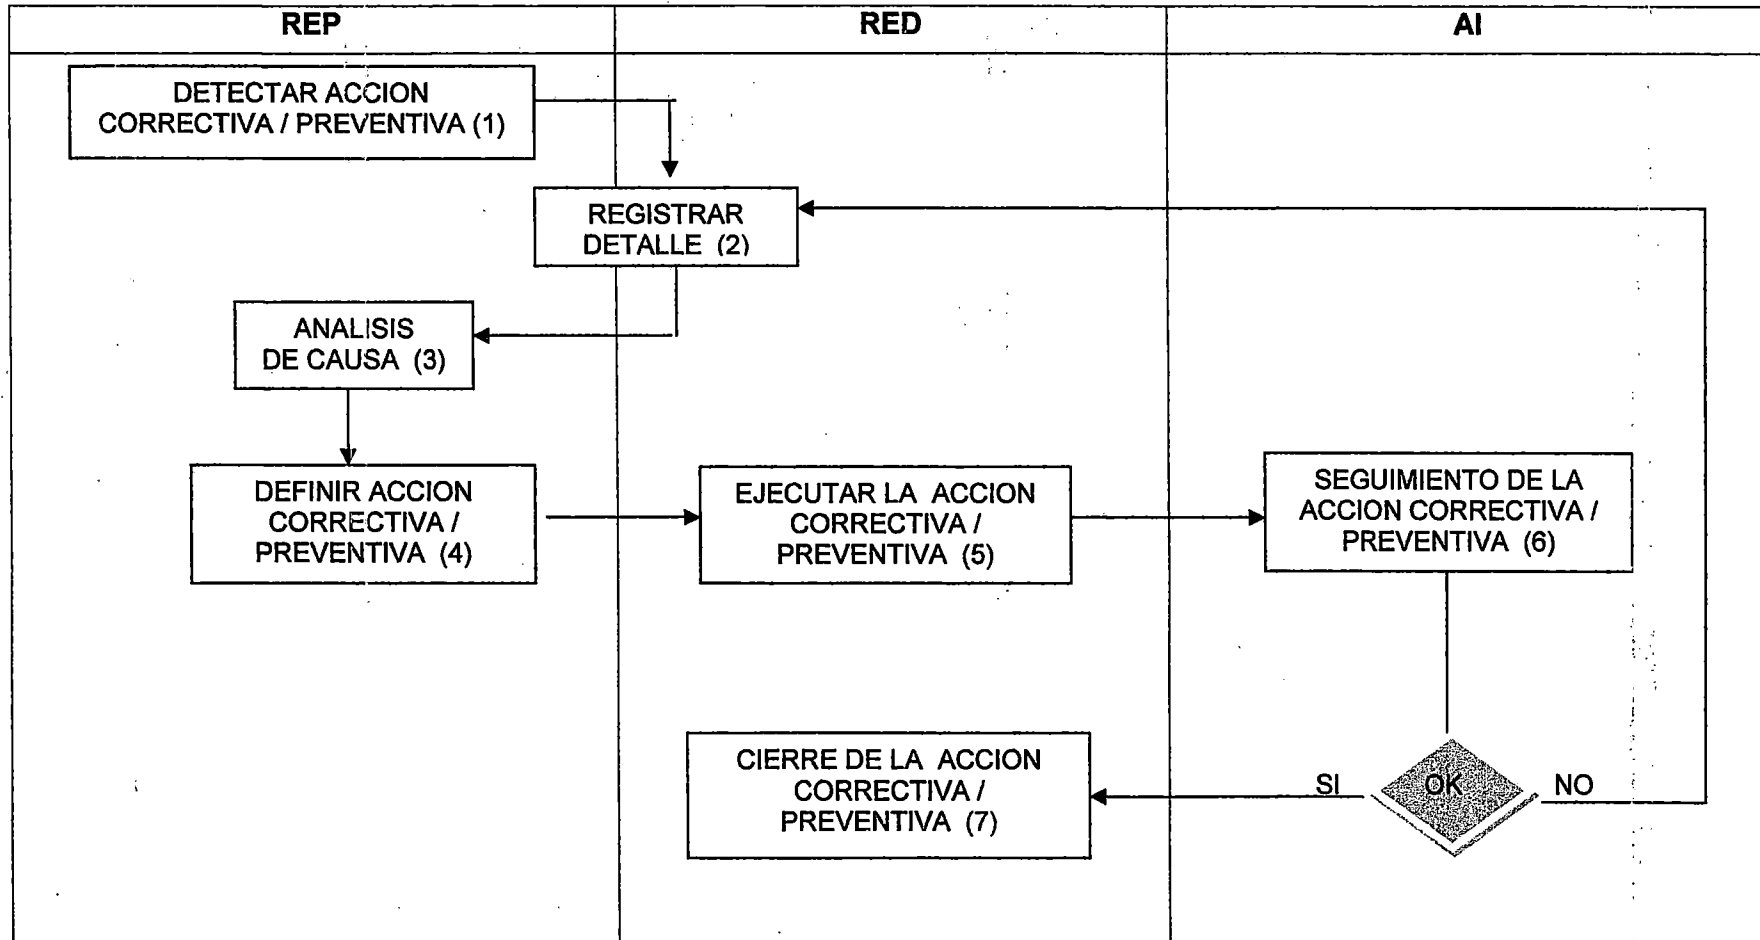 REP
RED
AI
DETECTAR ACCION
CORRECTIVA / PREVENTIVA (1)
REGISTRAR
DETALLE (2)
ANALISIS
DE CAUSA (3)
DEFINIR ACCION
CORRECTIVA /
PREVENTIVA (4)
EJECUTAR LA ACCION
CORRECTIVA /
PREVENTIVA (5)
SEGUIMIENTO DE LA
ACCION CORRECTIVA /
PREVENTIVA (6)
CIERRE DE LA ACCION
CORRECTIVA /
PREVENTIVA (7)
SI
OK
NO